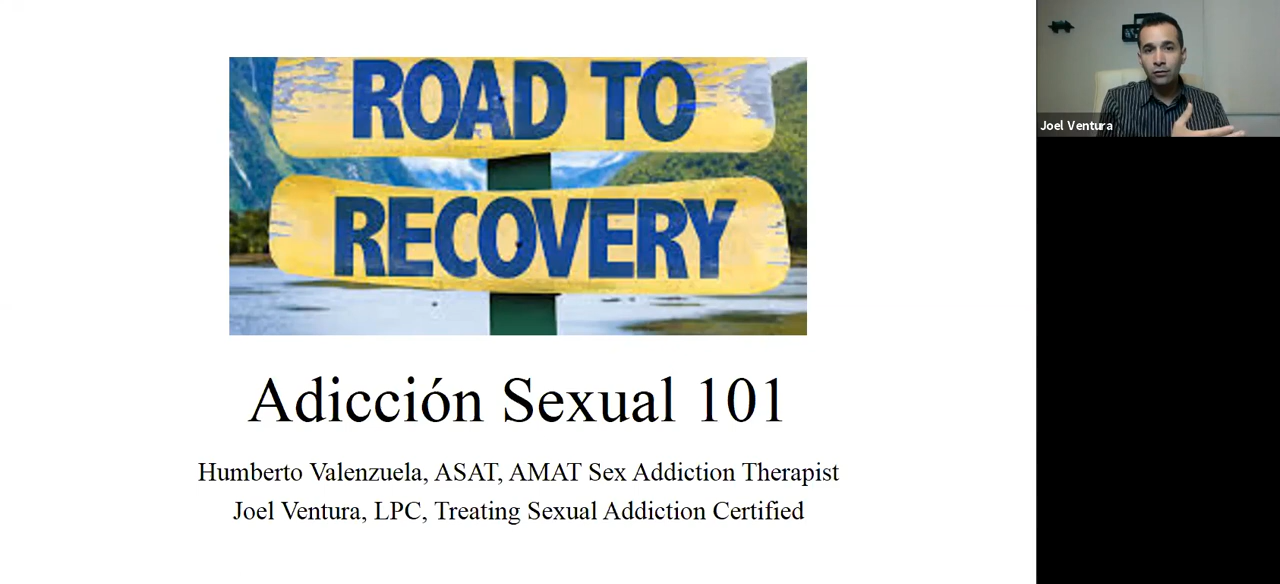 ROAD TO
RECOVERY
Adicción Sexual 101
Humberto Valenzuela, ASAT, AMAT Sex Addiction Therapist
Joel Ventura, LPC, Treating Sexual Addiction Certified
Joel Ventura